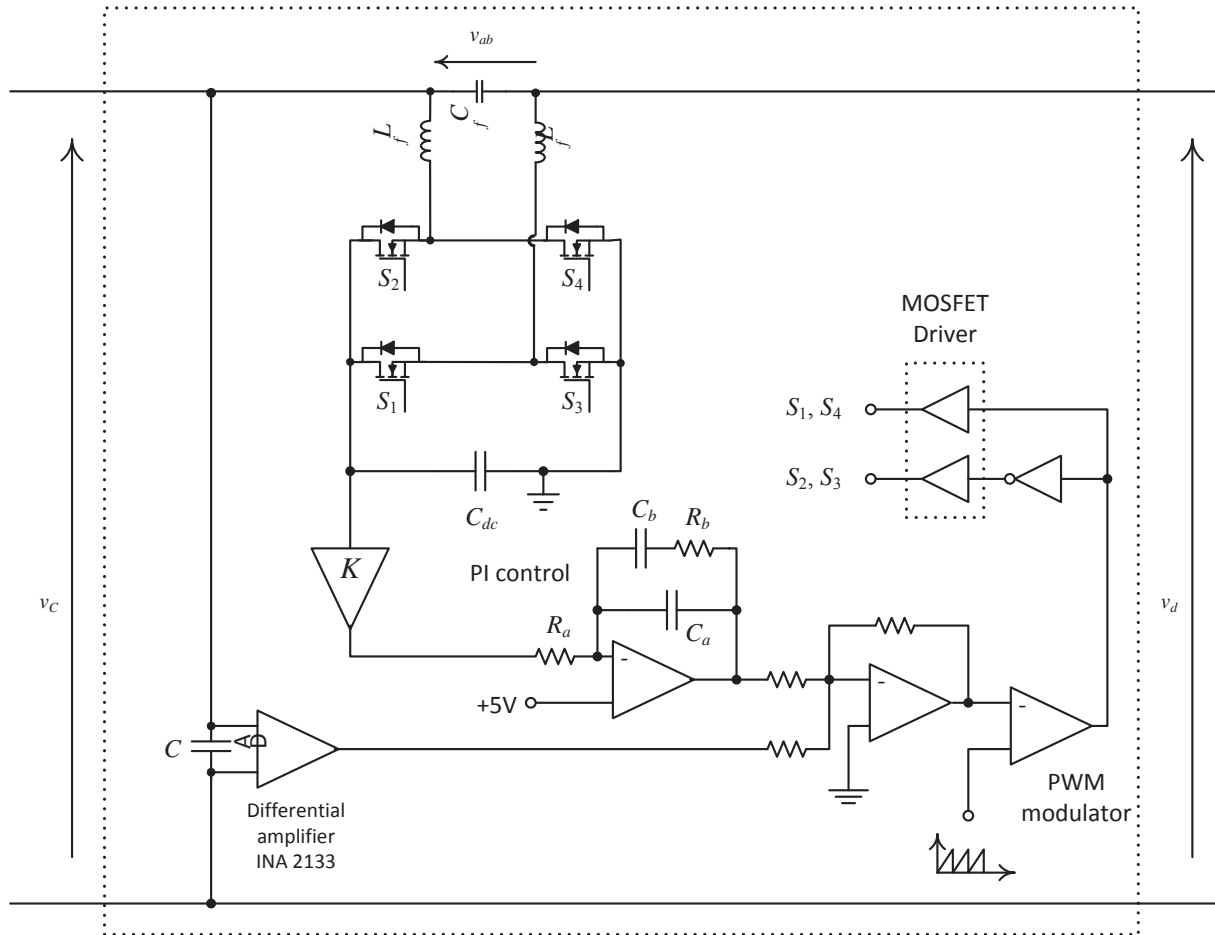 v_ab
C_f
L_f
L_f
S_2
S_4
S_1
S_3
MOSFET
Driver
S_1, S_4
S_2, S_3
C_dc
K
PI control
C_b
R_b
C_a
R_a
v_C
v_d
+5V
-
-
-
C
AD
Differential
amplifier
INA 2133
PWM
modulator